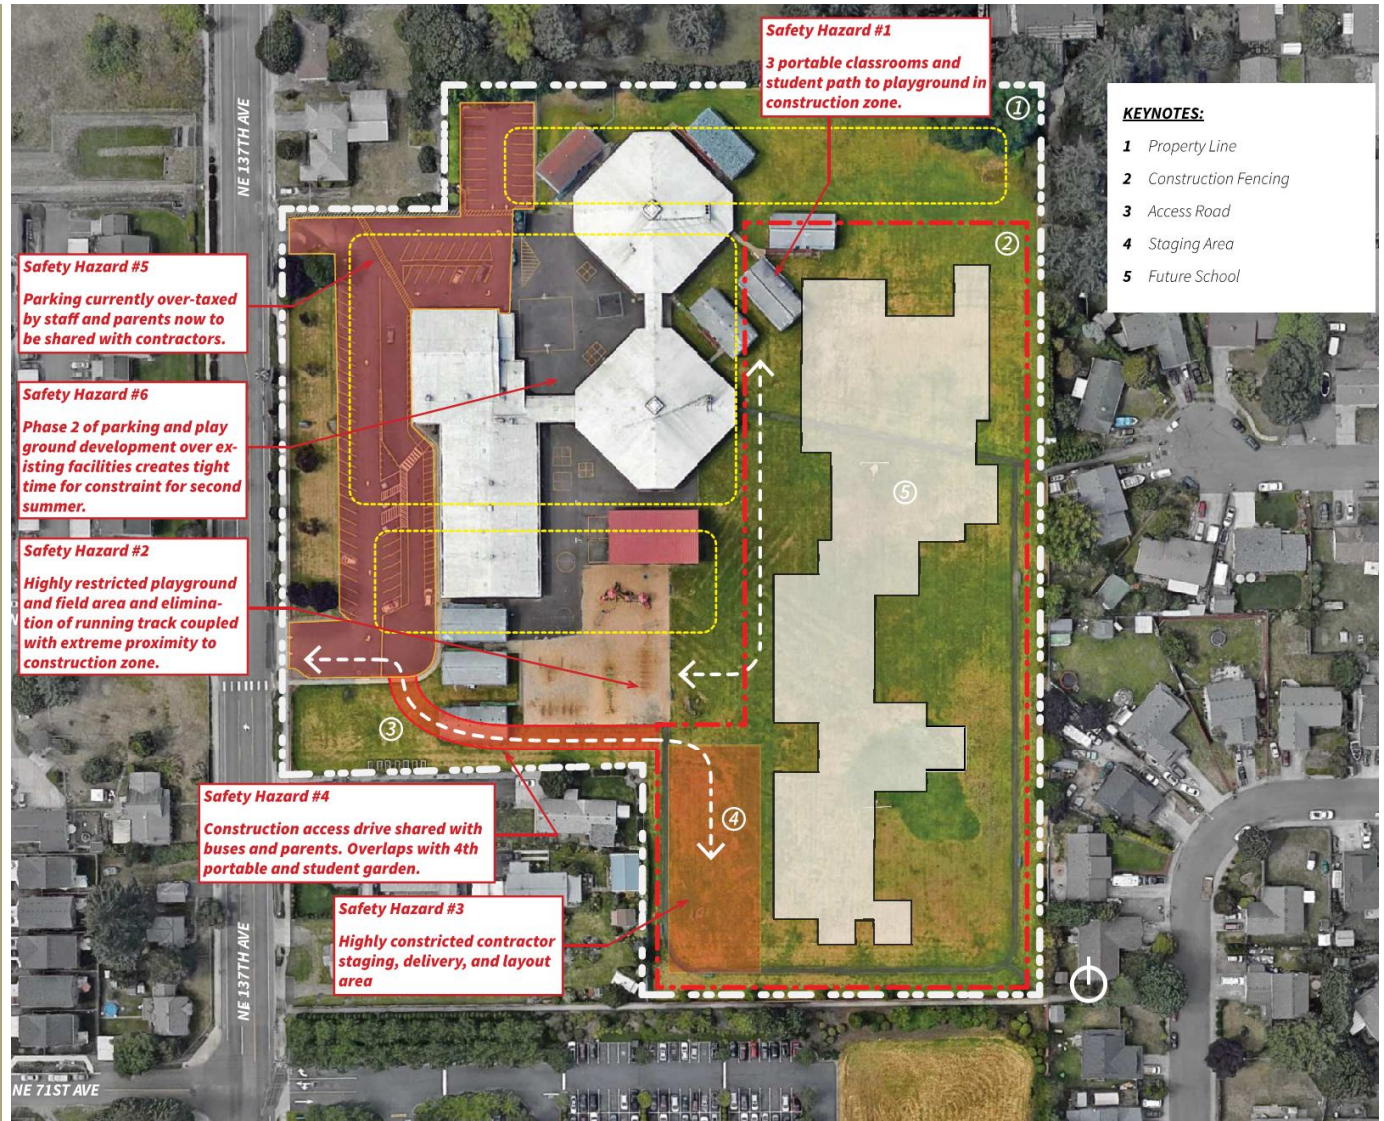 Safety Hazard #1
3 portable classrooms and
student path to playground in
construction zone.
1
KEYNOTES:
1 Property Line
2 Construction Fencing
3 Access Road
4 Staging Area
5 Future School
NE 137TH AVE
2
Safety Hazard #5
Parking currently over-taxed
by staff and parents now to
be shared with contractors.
Safety Hazard #6
Phase 2 of parking and play
ground development over ex-
isting facilities creates tight
time for constraint for second
summer.
5
Safety Hazard #2
Highly restricted playground
and field area and elimina-
tion of running track coupled
with extreme proximity to
construction zone.
3
Safety Hazard #4
Construction access drive shared with
buses and parents. Overlaps with 4th
portable and student garden.
4
Safety Hazard #3
Highly constricted contractor
staging, delivery, and layout
area
NE 137TH AVE
NE 71ST AVE